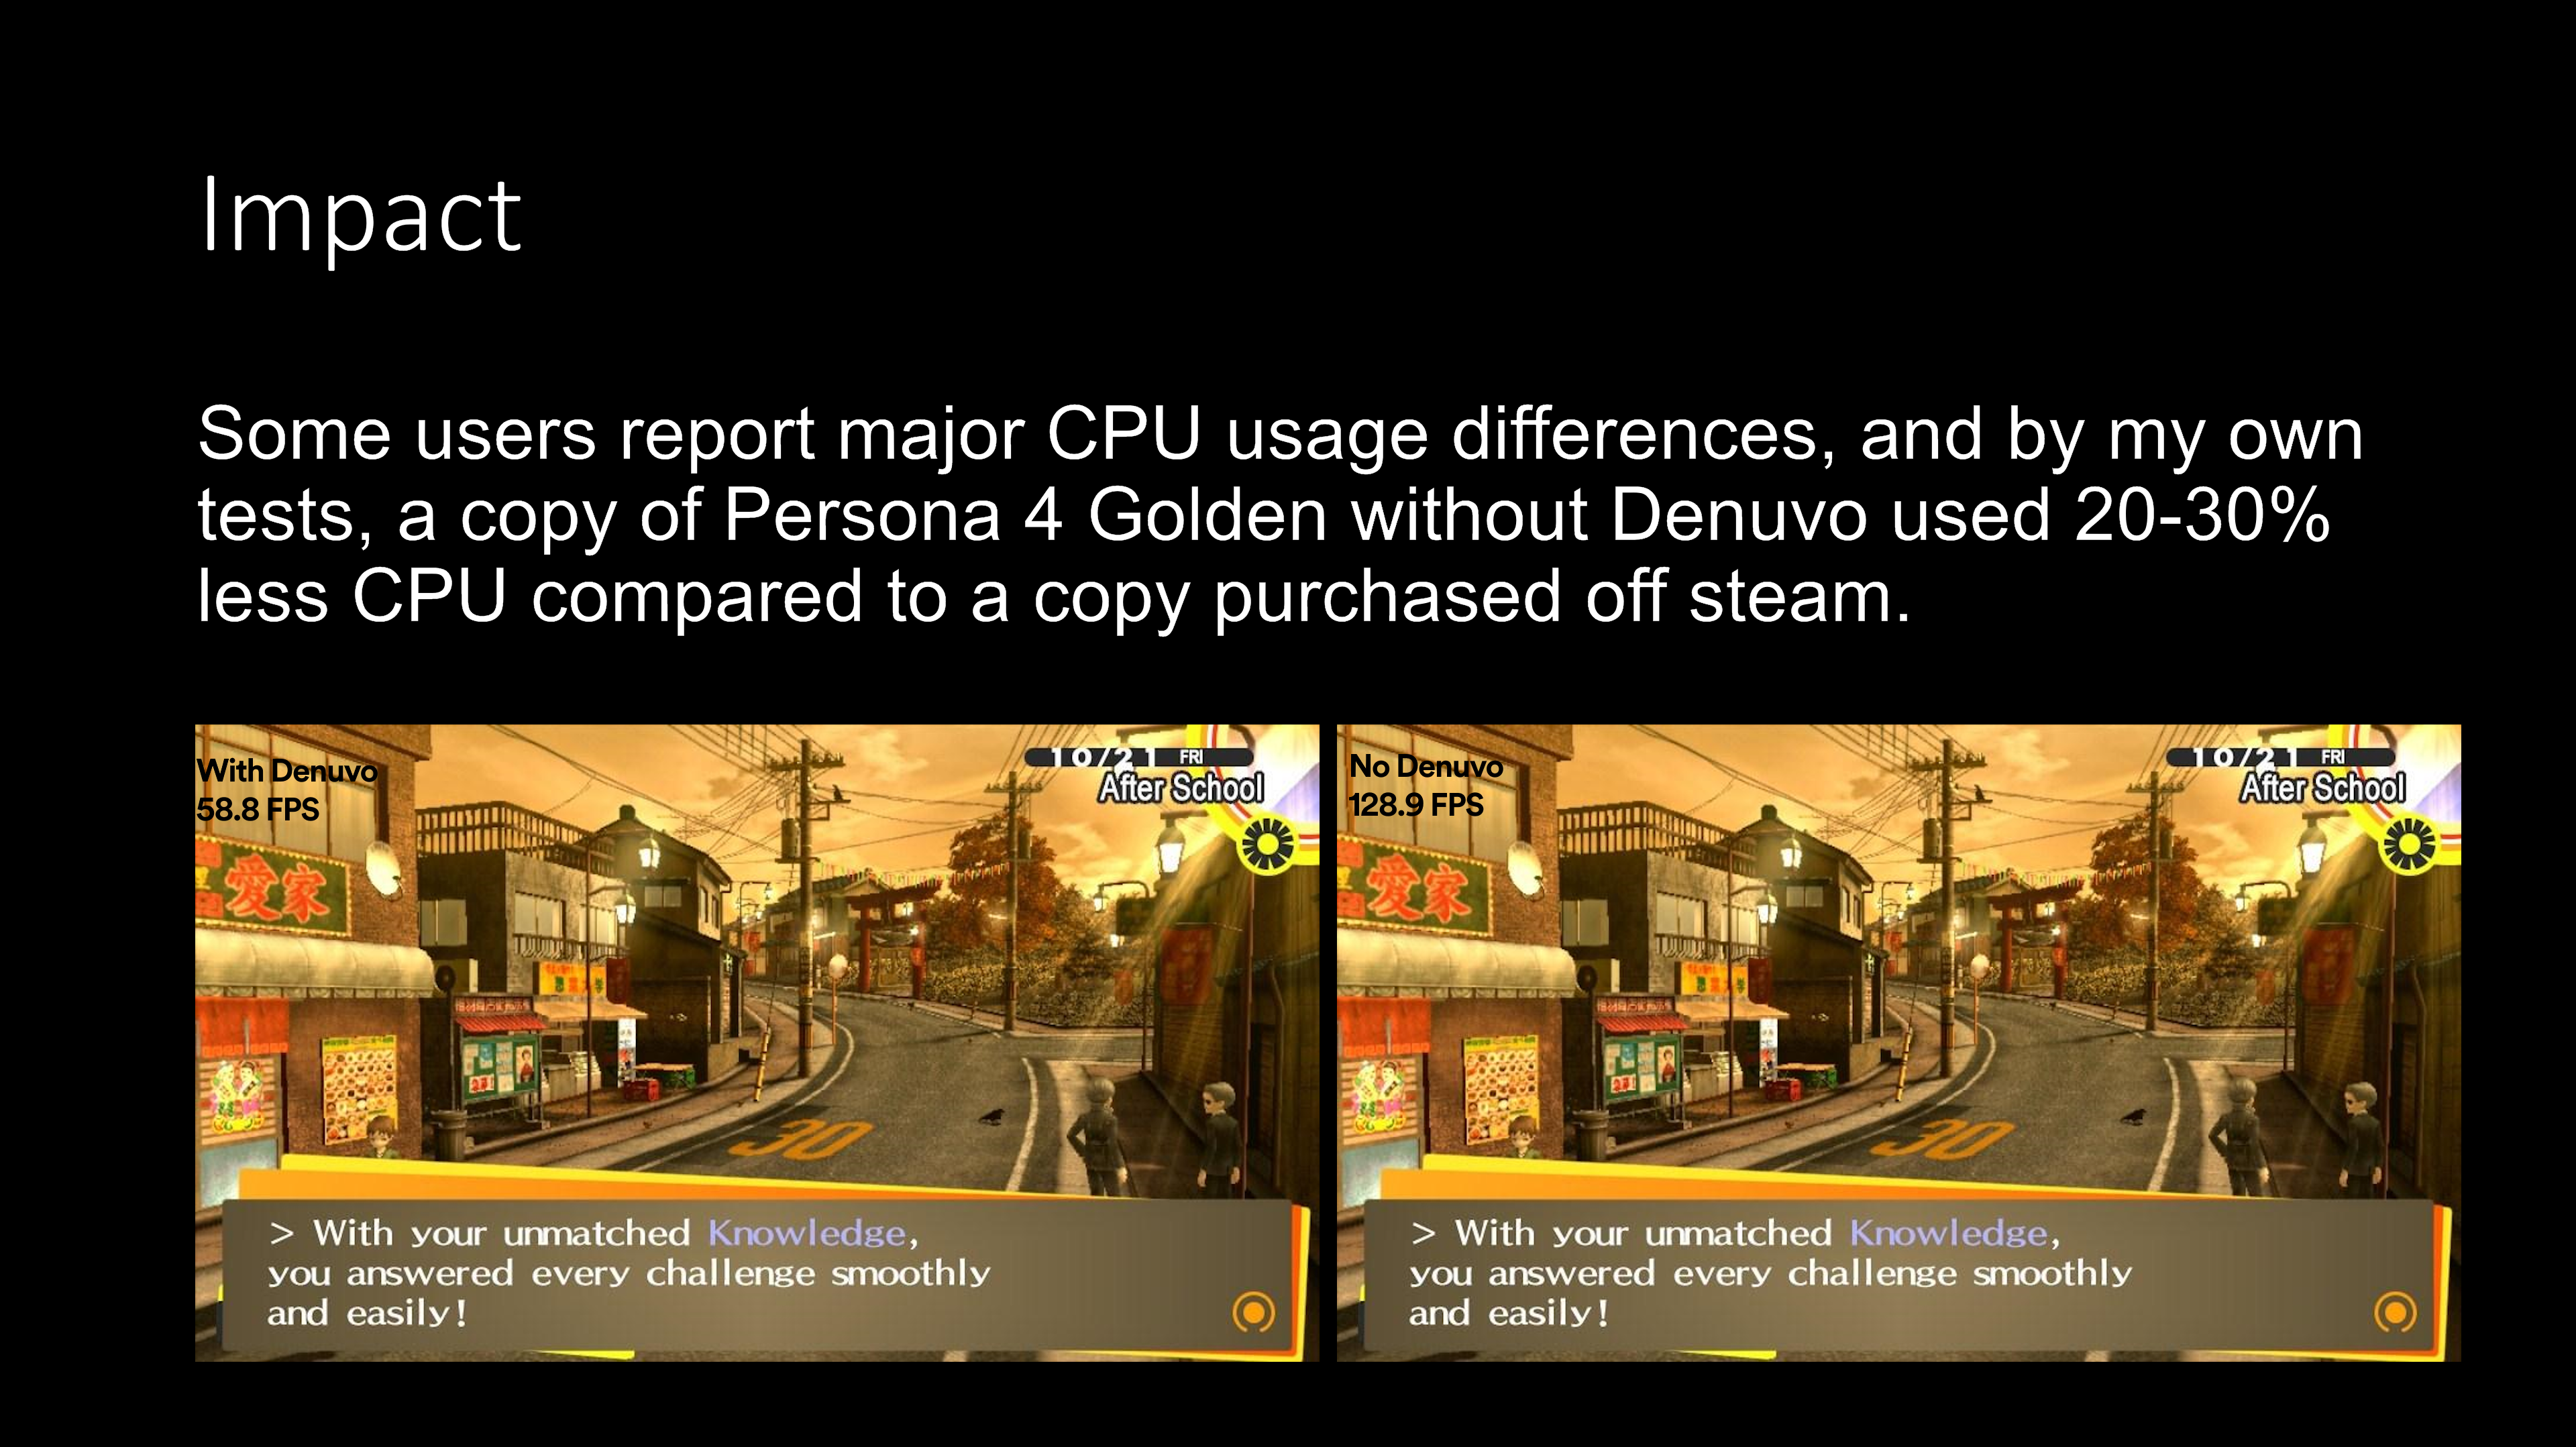 Impact
Some users report major CPU usage differences, and by my own
tests, a copy of Persona 4 Golden without Denuvo used 20-30%
less CPU compared to a copy purchased off steam.
With Denuvo
58.8 FPS
10/21 FRI
After School
愛家
30
> With your unmatched Knowledge,
you answered every challenge smoothly
and easily!
No Denuvo
128.9 FPS
10/21 FRI
After School
愛家
30
> With your unmatched Knowledge,
you answered every challenge smoothly
and easily!